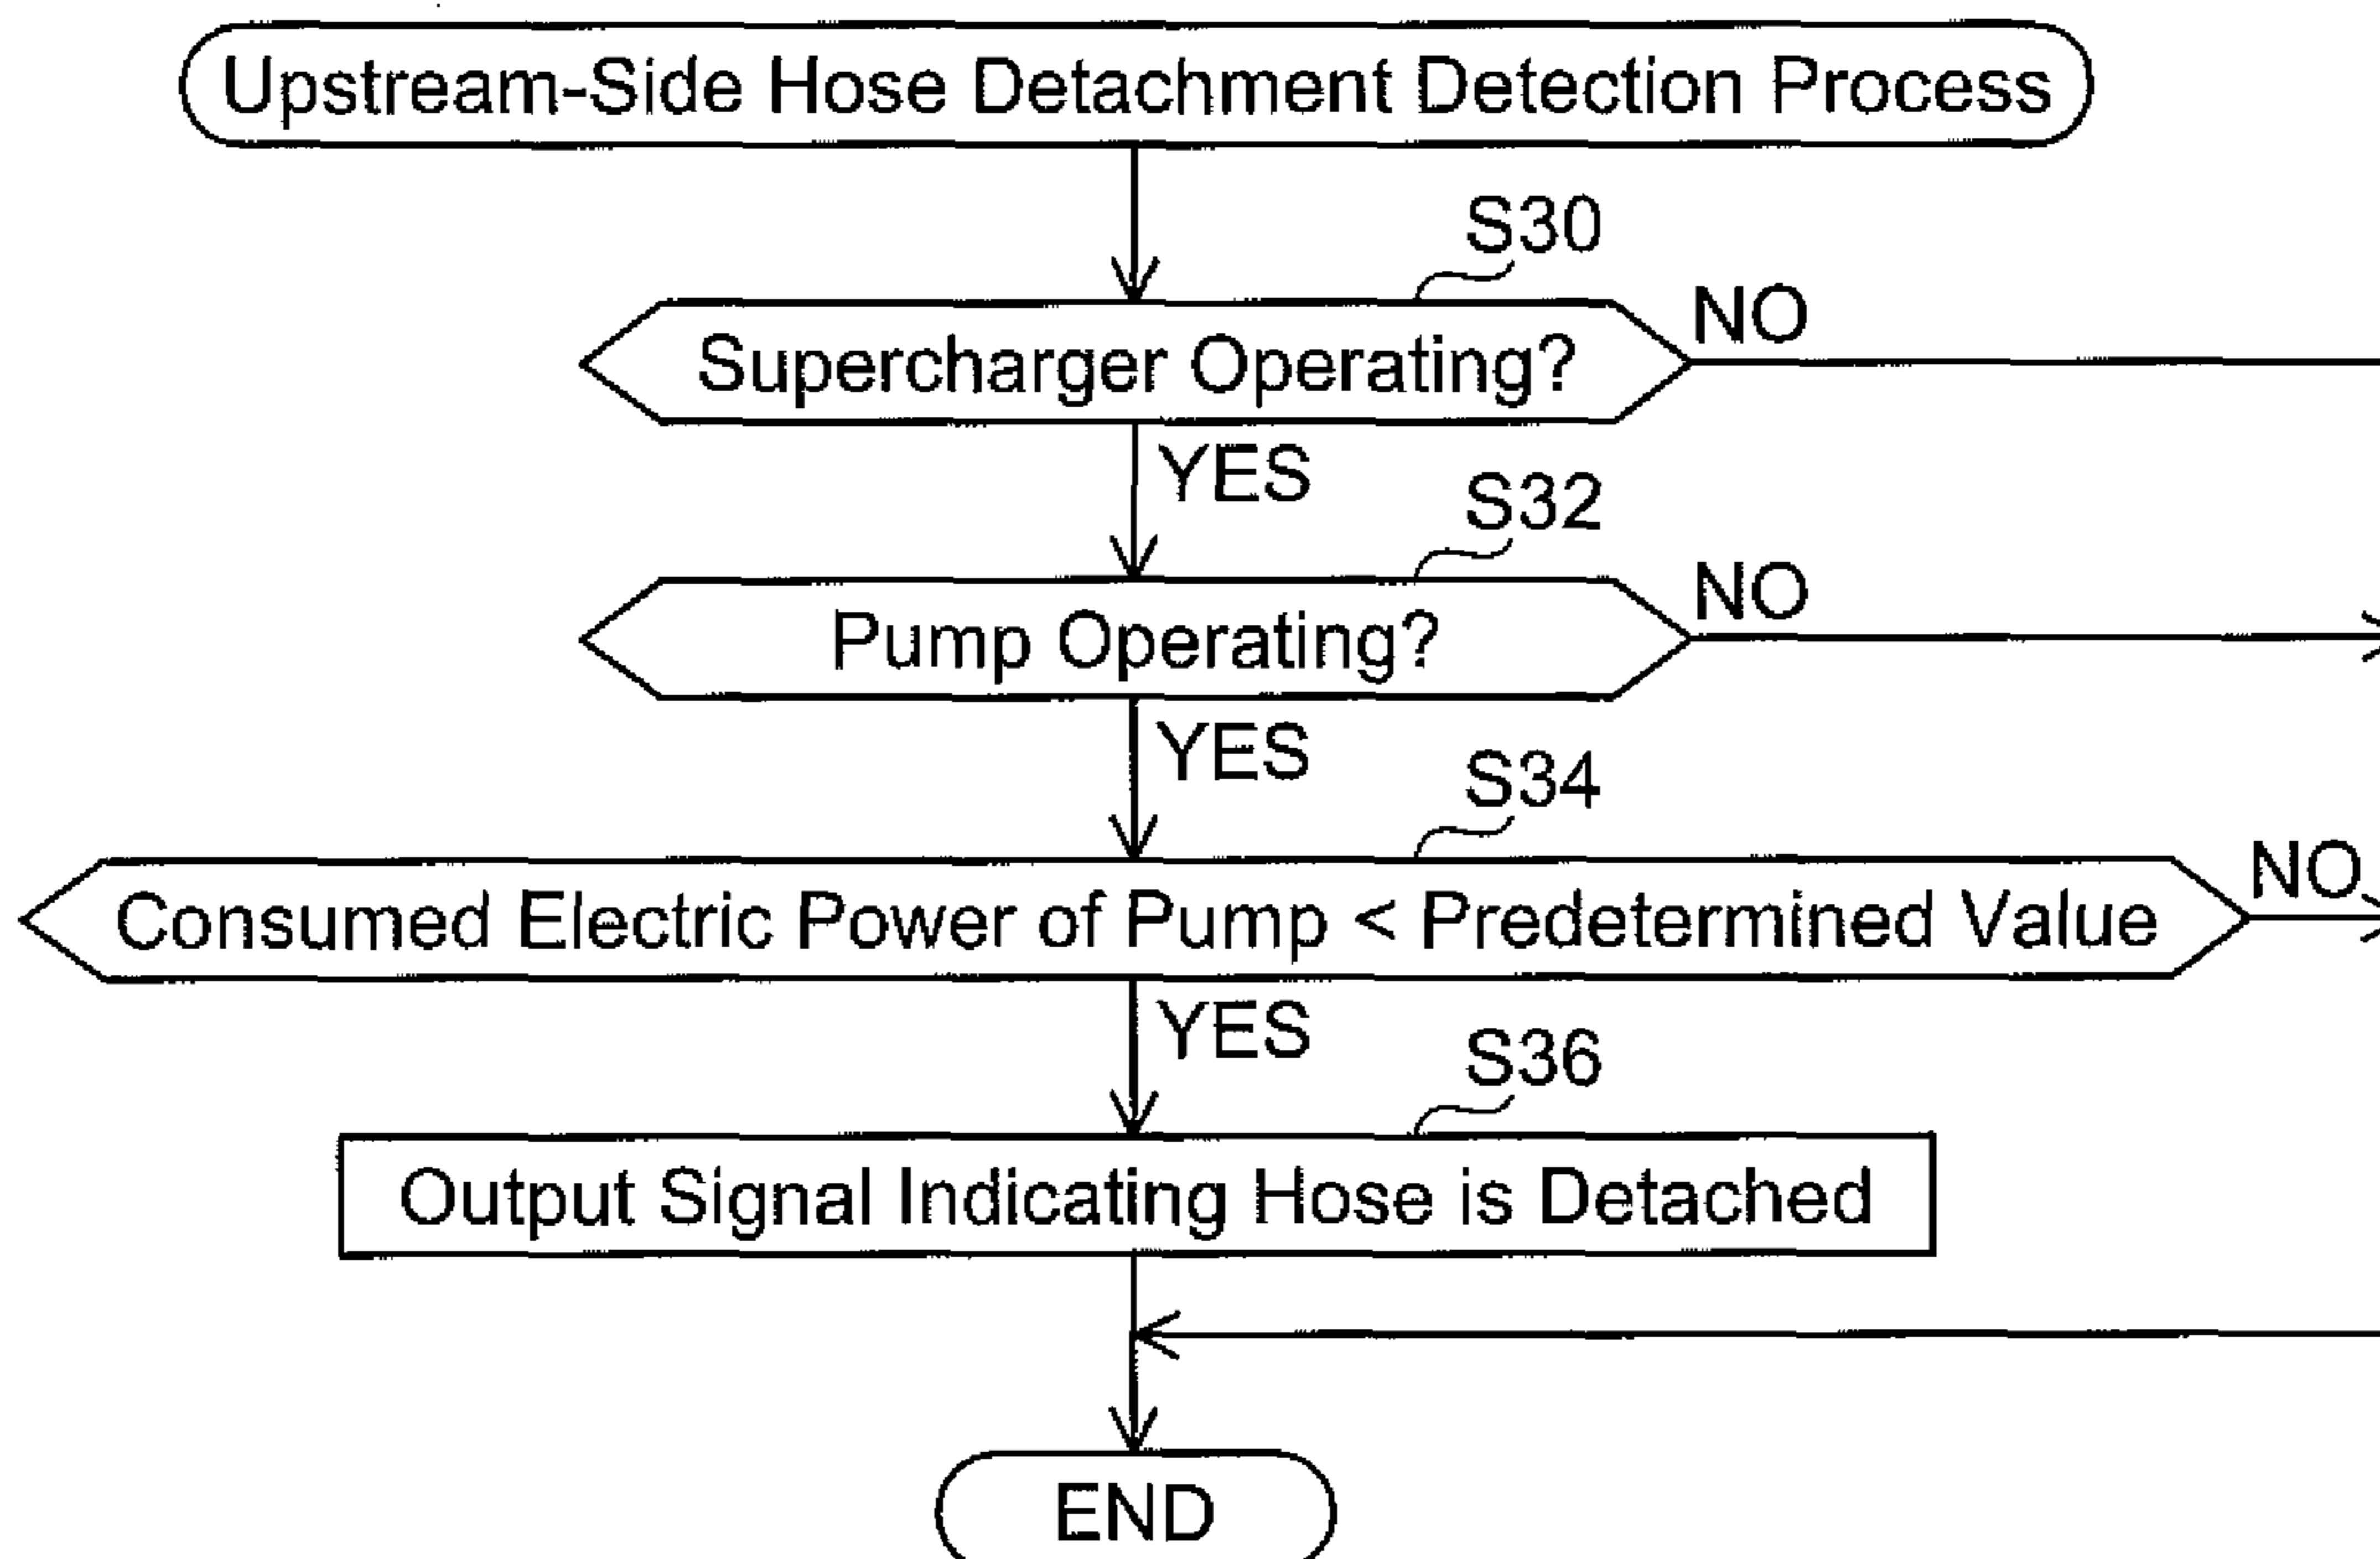 Upstream-Side Hose Detachment Detection Process
S30
Supercharger Operating?
NO
YES
S32
Pump Operating?
NO
YES
S34
Consumed Electric Power of Pump < Predetermined Value
NO
YES
S36
Output Signal Indicating Hose is Detached
END